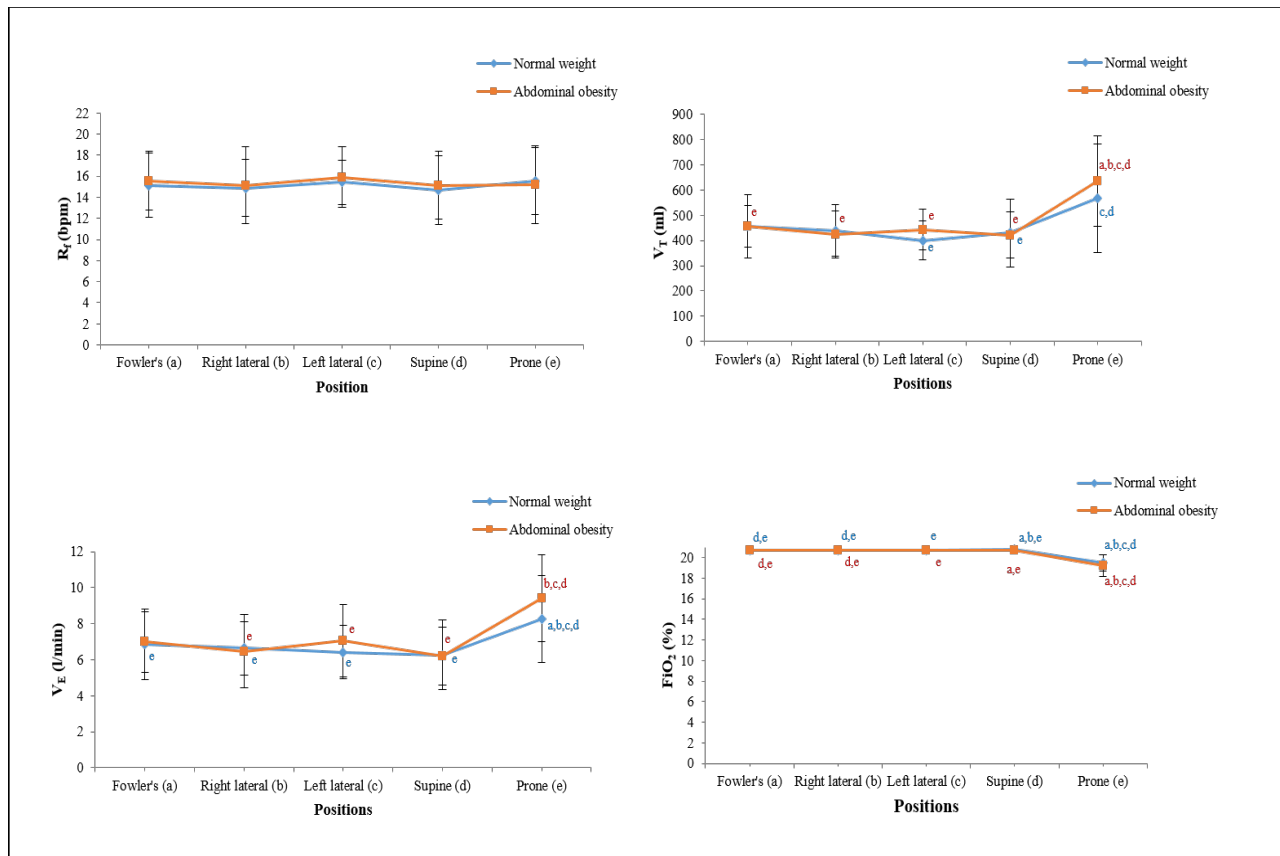 Normal weight
Abdominal obesity
22
20
18
16
14
12
10
8
6
4
2
0
Rf (bpm)
Fowler's (a) Right lateral (b) Left lateral (c) Supine (d) Prone (e)
Position
Normal weight
Abdominal obesity
900
800
700
600
500
400
300
200
100
0
VT (ml)
e e e e a,b,c,d
e e c,d
Fowler's (a) Right lateral (b) Left lateral (c) Supine (d) Prone (e)
Positions
Normal weight
Abdominal obesity
12
10
8
6
4
2
0
VE (l/min)
e e e b,c,d
e e e e a,b,c,d
Fowler's (a) Right lateral (b) Left lateral (c) Supine (d) Prone (e)
Positions
Normal weight
Abdominal obesity
20
18
16
14
12
10
8
6
4
2
0
FiO2 (%)
d,e d,e e a,b,e a,b,c,d
d,e d,e e a,e a,b,c,d
Fowler's (a) Right lateral (b) Left lateral (c) Supine (d) Prone (e)
Positions